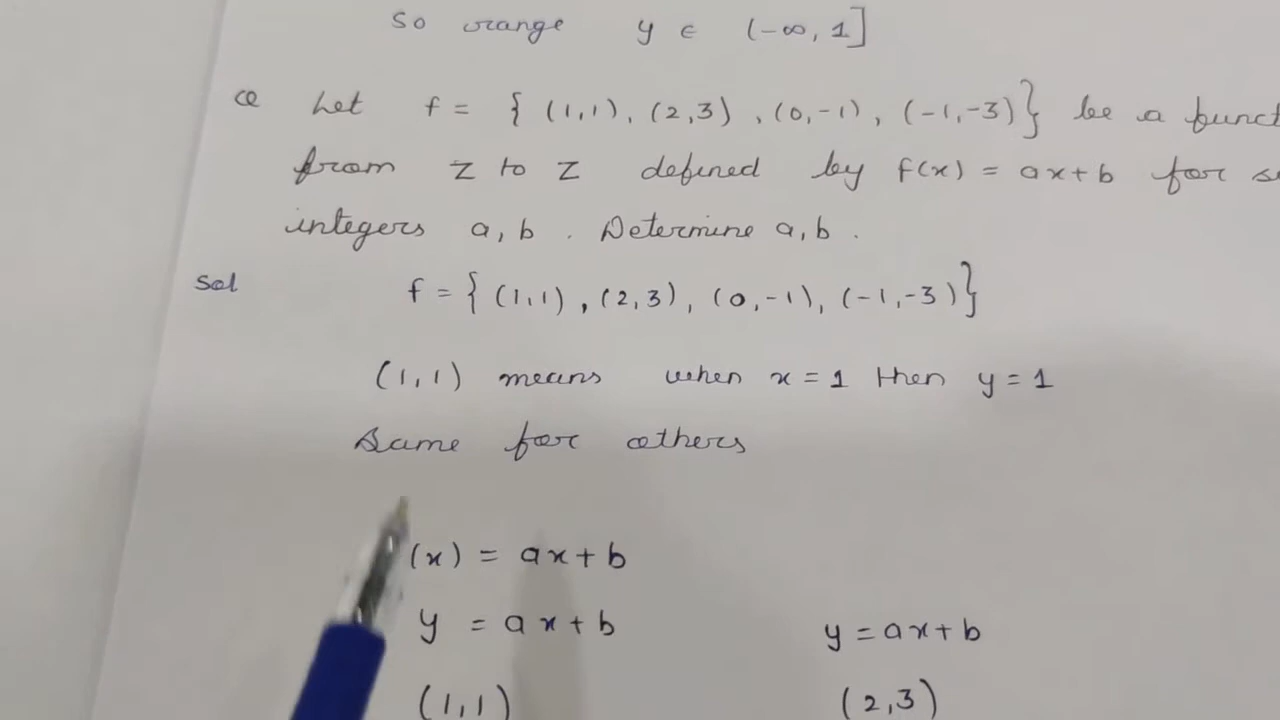 So range y ∈ (-∞, 1]
Q Let f = { (1,1), (2,3), (0,-1), (-1,-3)} be a funct
from Z to Z defined by f(x) = ax+b for
integers a, b. Determine a, b.
Sol f = { (1,1), (2,3), (0,-1), (-1,-3)}
(1,1) means when x=1 then y=1
Same for others
(x) = ax+b
y = ax+b y = ax+b
(1,1) (2,3)